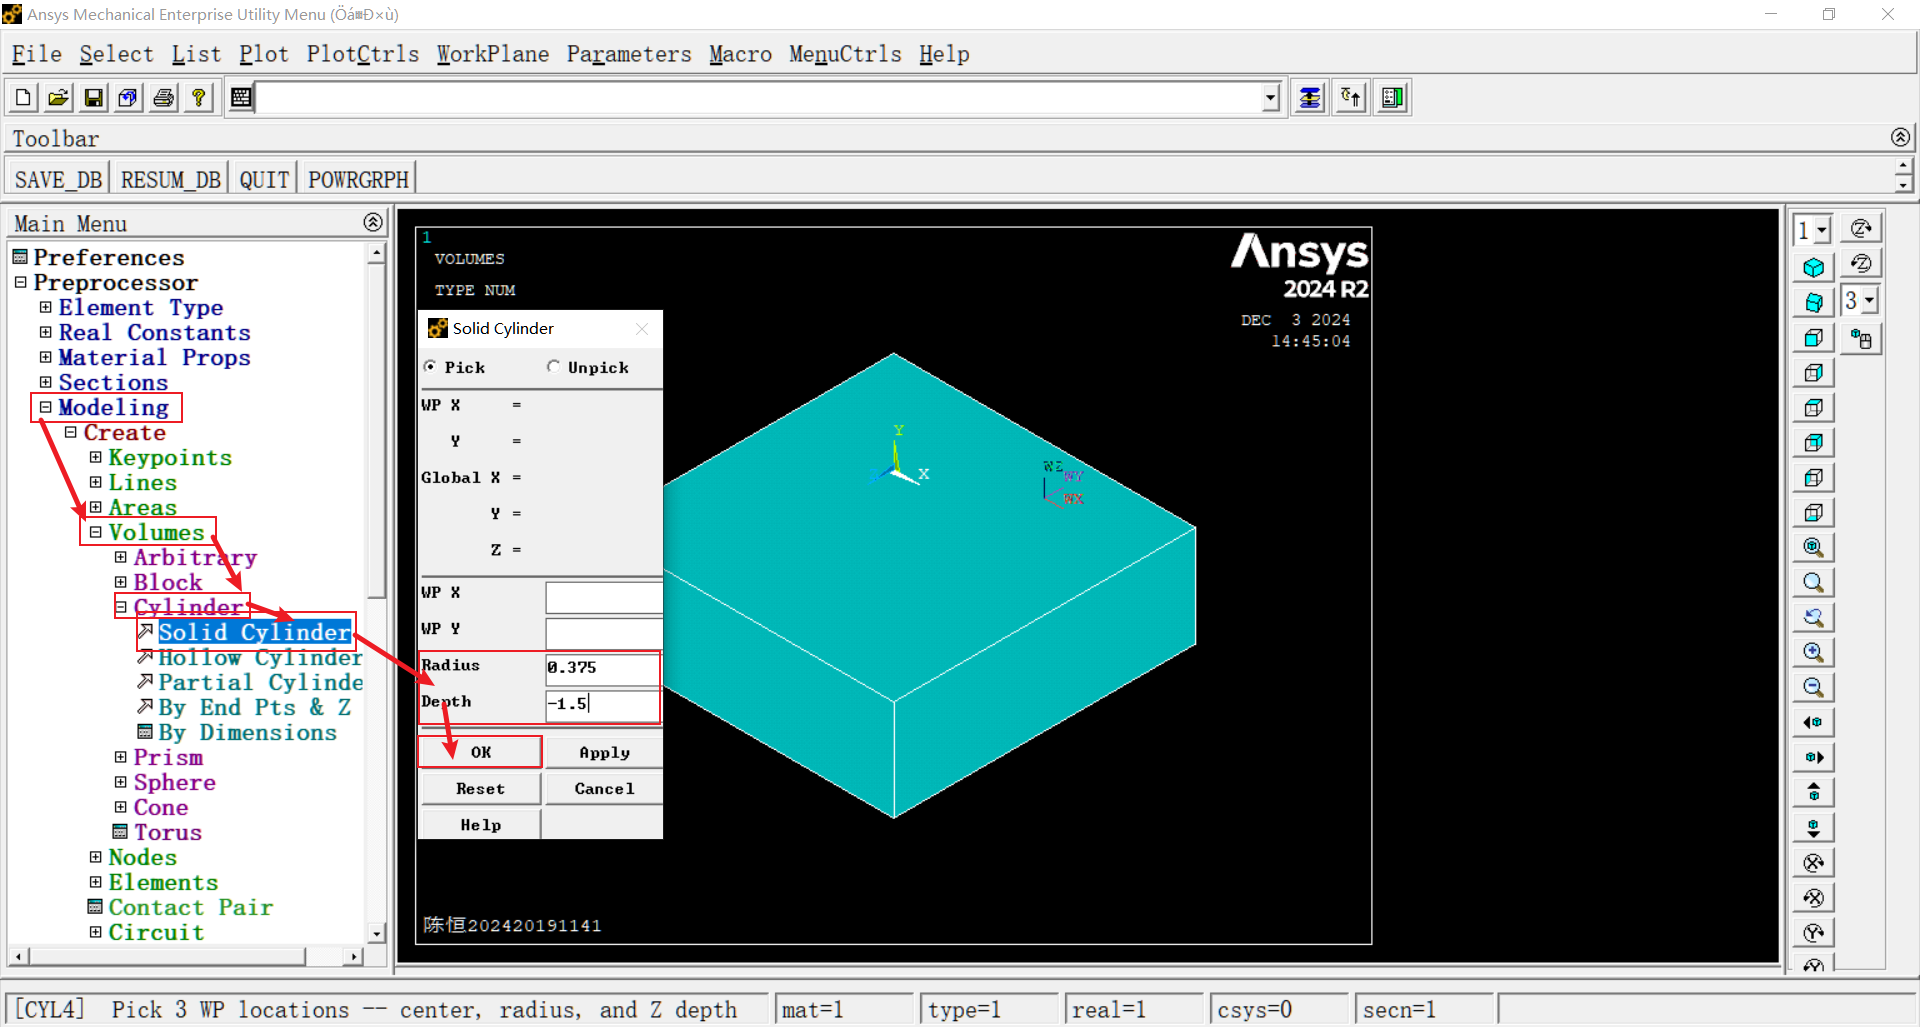 Ansys Mechanical Enterprise Utility Menu (Öá³Ð×ù)
File Select List Plot PlotCtrls WorkPlane Parameters Macro MenuCtrls Help
Toolbar
SAVE_DB RESUM_DB QUIT POWRGRPH
Main Menu
Preferences
Preprocessor
Element Type
Real Constants
Material Props
Sections
Modeling
Create
Keypoints
Lines
Areas
Volumes
Arbitrary
Block
Cylinder
Solid Cylinder
Hollow Cylinder
Partial Cylinde
By End Pts & Z
By Dimensions
Prism
Sphere
Cone
Torus
Nodes
Elements
Contact Pair
Circuit
1
VOLUMES
TYPE NUM
Ansys
2024 R2
DEC 3 2024
14:45:04
Solid Cylinder
Pick Unpick
WP X =
Y =
Global X =
Y =
Z =
WP X
WP Y
Radius 0.375
Depth -1.5
OK Apply
Reset Cancel
Help
Y
X
WZ
WY
WX
陈恒202420191141
1
3
[CYL4] Pick 3 WP locations -- center, radius, and Z depth mat=1 type=1 real=1 csys=0 secn=1